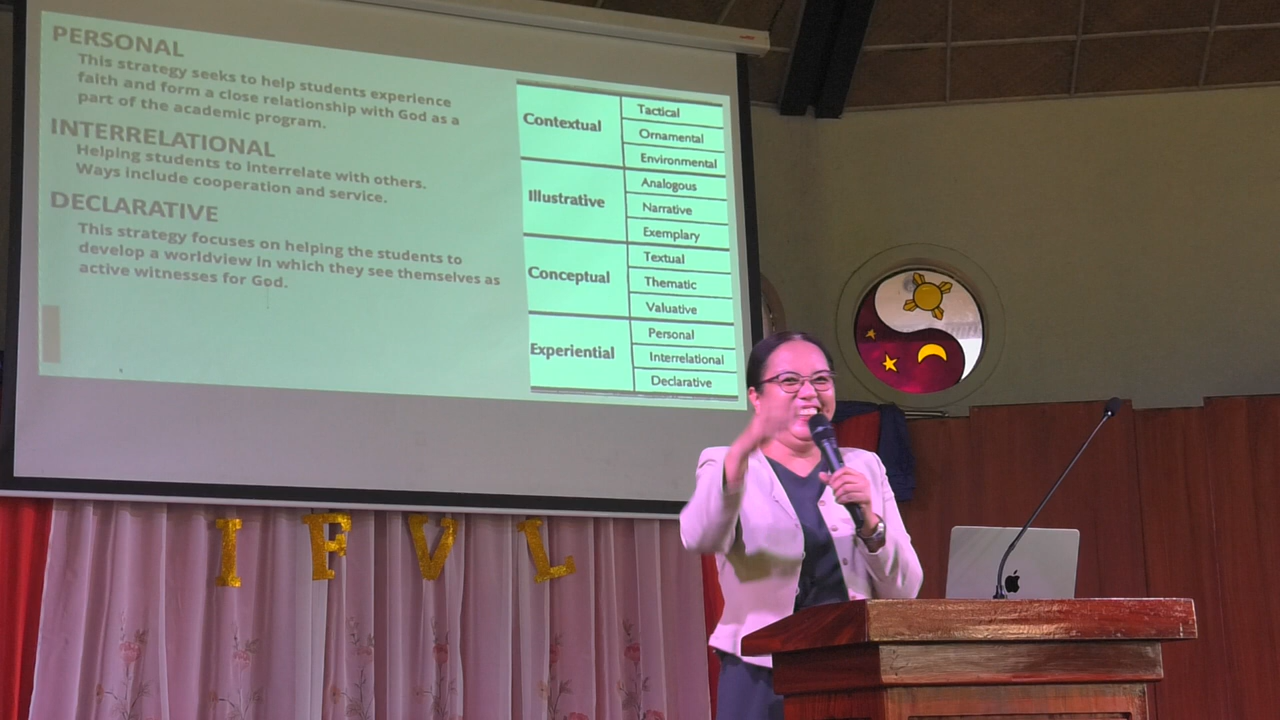 PERSONAL
This strategy seeks to help students experience
faith and form a close relationship with God as a
part of the academic program.
INTERRELATIONAL
Helping students to interrelate with others.
Ways include cooperation and service.
DECLARATIVE
This strategy focuses on helping the students to
develop a worldview in which they see themselves as
active witnesses for God.
Contextual
Tactical
Ornamental
Environmental
Illustrative
Analogous
Narrative
Exemplary
Conceptual
Textual
Thematic
Valuative
Experiential
Personal
Interrelational
Declarative
I F V L